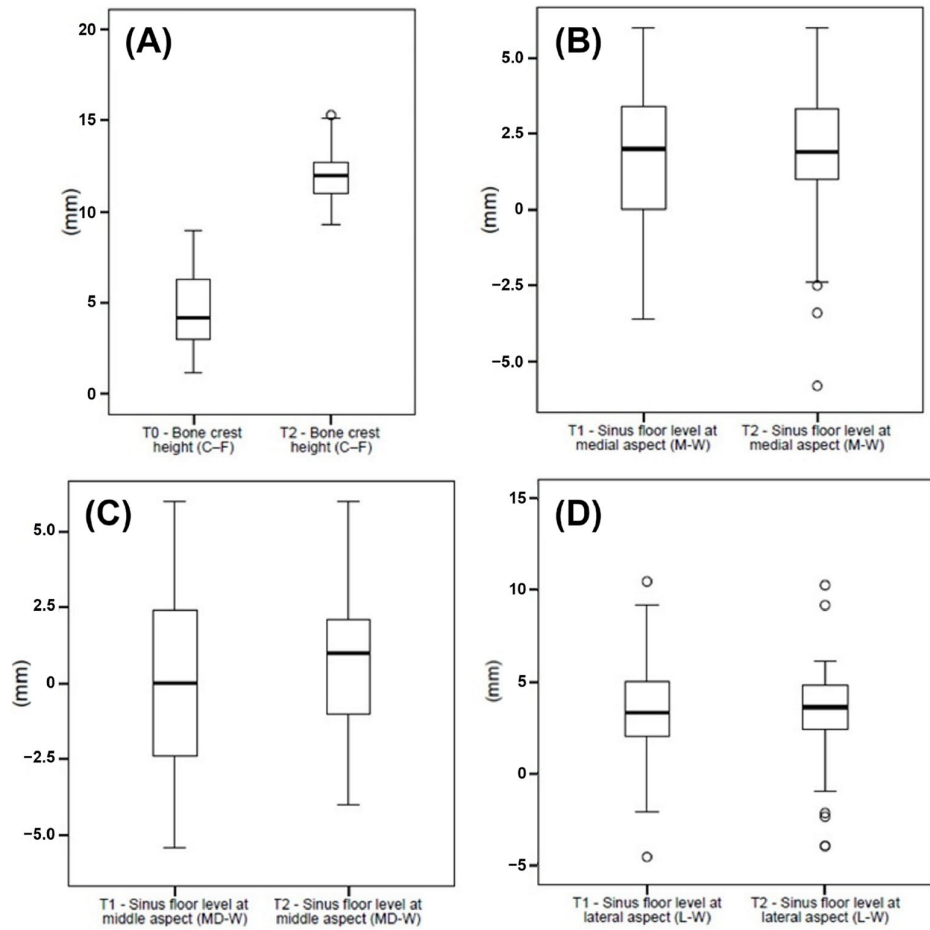 (A)
20
15
10
5
0
(mm)
T0 - Bone crest
height (C–F)
T2 - Bone crest
height (C–F)
(B)
5.0
2.5
0
−2.5
−5.0
(mm)
T1 - Sinus floor level at
medial aspect (M-W)
T2 - Sinus floor level at
medial aspect (M-W)
(C)
5.0
2.5
0
−2.5
−5.0
(mm)
T1 - Sinus floor level at
middle aspect (MD-W)
T2 - Sinus floor level at
middle aspect (MD-W)
(D)
15
10
5
0
−5
(mm)
T1 - Sinus floor level at
lateral aspect (L-W)
T2 - Sinus floor level at
lateral aspect (L-W)